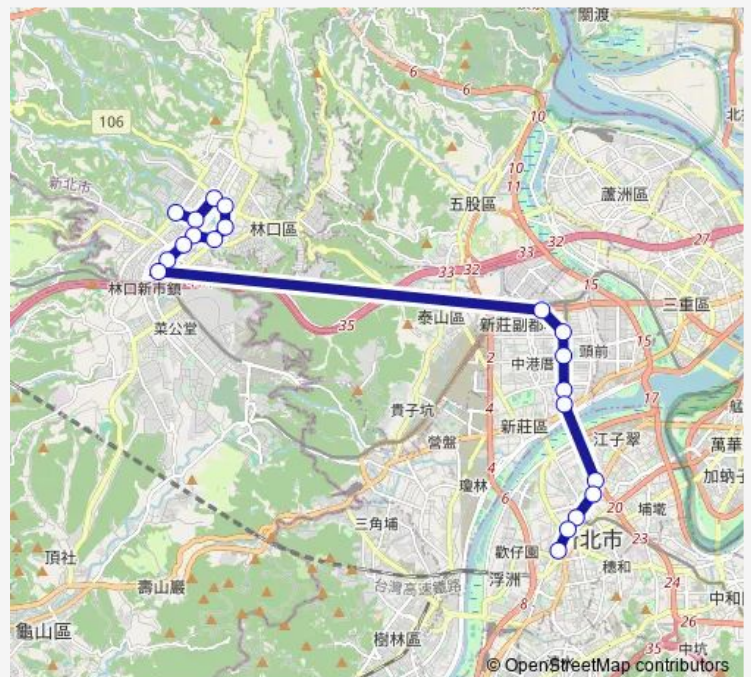 關渡
6
6
106
10
北
10
11
新北市
五股區
蘆洲區
林口區
32
27
33
32
33
32
林口新市鎮
15
三重區
泰山區
新莊副都
35
菜公堂
頭前
15
中港厝
2
貴子坑
4
17
新莊區
江子翠
萬華
營盤
4
加蚋
瓊林
6
20
埔墘
三角埔
北市
23
歡仔園
頂社
穗和
浮洲
台灣高速鐵路
24
壽山巖
8
中和
26
龜山區
樹林區
35
中坑
© OpenStreetMap contributors